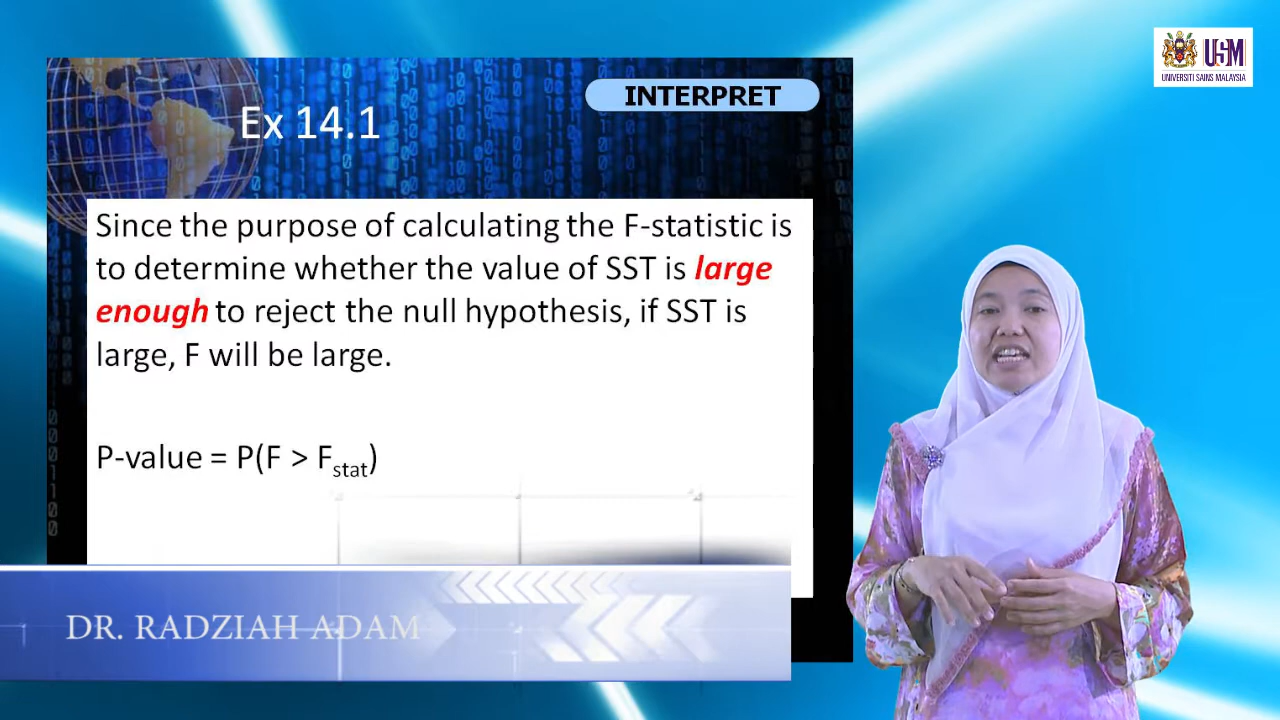 USM
UNIVERSITI SAINS MALAYSIA
INTERPRET
Ex 14.1
Since the purpose of calculating the F-statistic is
to determine whether the value of SST is large
enough to reject the null hypothesis, if SST is
large, F will be large.
P-value = P(F > Fstat)
DR. RADZIAH ADAM